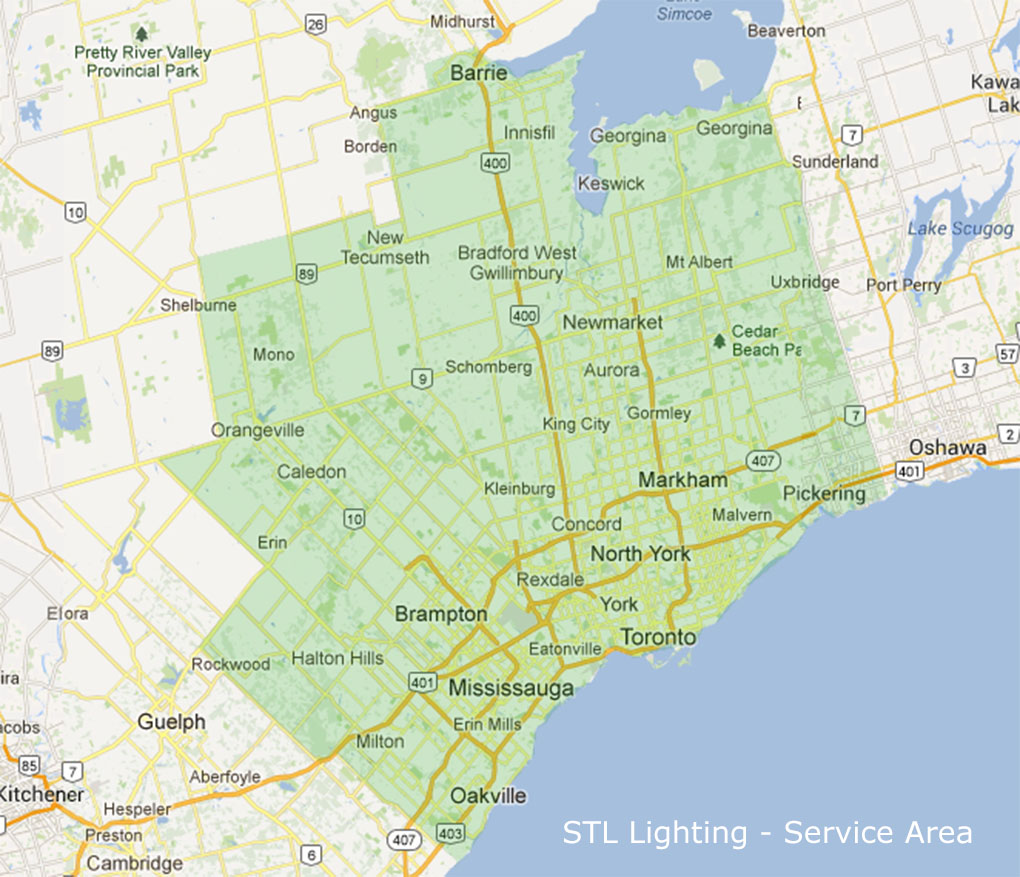 Lake
Simcoe
Midhurst
26
Beaverton
Pretty River Valley
Provincial Park
Barrie
Kawa
Lak
Angus
E
Innisfil
Georgina
Georgina
7
Borden
400
Sunderland
Keswick
10
Lake Scugog
New
Tecumseth
Bradford West
Gwillimbury
Mt Albert
89
Uxbridge
Port Perry
Shelburne
400
Newmarket
Cedar
Beach Pa
89
Mono
57
Schomberg
Aurora
3
9
Gormley
7
King City
Orangeville
2
Oshawa
407
401
Caledon
Markham
Kleinburg
Pickering
10
Malvern
Concord
Erin
North York
Rexdale
Elora
Brampton
York
Toronto
Eatonville
Rockwood
Halton Hills
ira
401
Mississauga
Guelph
Erin Mills
acobs
Milton
85
7
Aberfoyle
Kitchener
Oakville
Hespeler
Preston
407
403
STL Lighting - Service Area
6
Cambridge